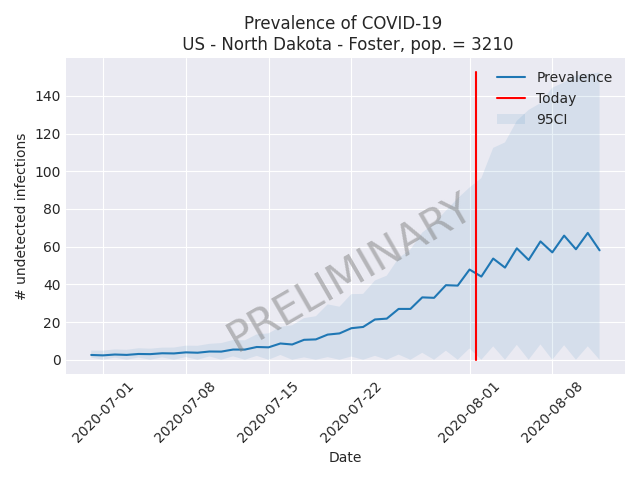 Prevalence of COVID-19
US - North Dakota - Foster, pop. = 3210
Prevalence
Today
95CI
PRELIMINARY
# undetected infections
140
120
100
80
60
40
20
0
2020-07-01
2020-07-08
2020-07-15
2020-07-22
2020-08-01
2020-08-08
Date